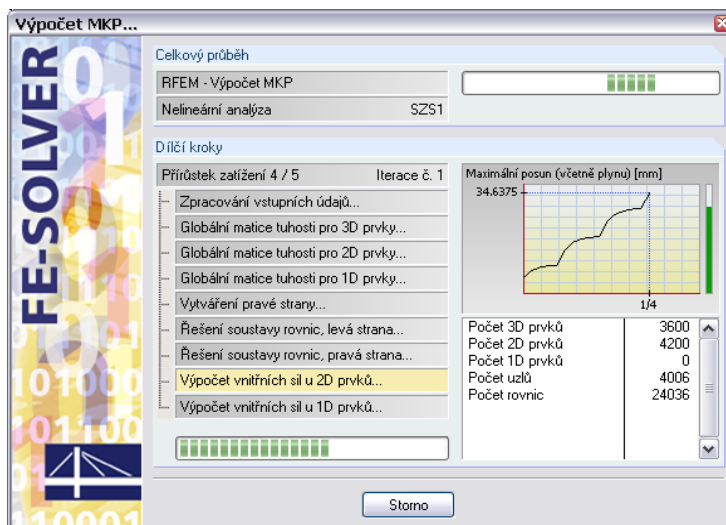 Výpočet MKP...
FE-SOLVER
Celkový průběh
RFEM - Výpočet MKP
Nelineární analýza SZS1
Dílčí kroky
Přírůstek zatížení 4 / 5 Iterace č. 1
Zpracování vstupních údajů...
Globální matice tuhosti pro 3D prvky...
Globální matice tuhosti pro 2D prvky...
Globální matice tuhosti pro 1D prvky...
Vytváření pravé strany...
Řešení soustavy rovnic, levá strana...
Řešení soustavy rovnic, pravá strana...
Výpočet vnitřních sil u 2D prvků...
Výpočet vnitřních sil u 1D prvků...
Maximální posun (včetně plynu) [mm]
34.6375
1/4
Počet 3D prvků 3600
Počet 2D prvků 4200
Počet 1D prvků 0
Počet uzlů 4006
Počet rovnic 24036
Storno